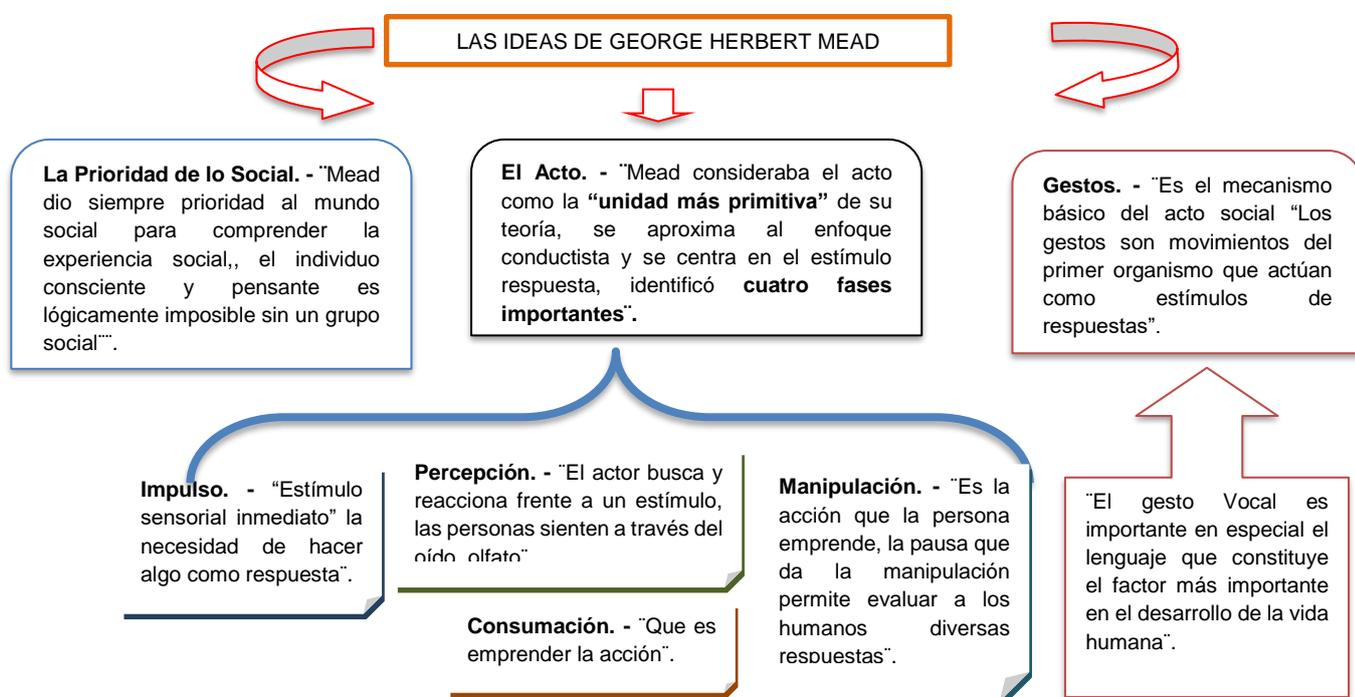 LAS IDEAS DE GEORGE HERBERT MEAD
La Prioridad de lo Social. - ¨Mead
dio siempre prioridad al mundo
social para comprender la
experiencia social,, el individuo
consciente y pensante es
lógicamente imposible sin un grupo
social¨¨.
El Acto. - ¨Mead consideraba el acto
como la “unidad más primitiva” de su
teoría, se aproxima al enfoque
conductista y se centra en el estímulo
respuesta, identificó cuatro fases
importantes¨.
Gestos. - ¨Es el mecanismo
básico del acto social “Los
gestos son movimientos del
primer organismo que actúan
como estímulos de
respuestas”.
Impulso. - “Estímulo
sensorial inmediato” la
necesidad de hacer
algo como respuesta¨.
Percepción. - ¨El actor busca y
reacciona frente a un estímulo,
las personas sienten a través del
oído, olfato¨
Consumación. - ¨Que es
emprender la acción¨.
Manipulación. - ¨Es la
acción que la persona
emprende, la pausa que
da la manipulación
permite evaluar a los
humanos diversas
respuestas¨.
¨El gesto Vocal es
importante en especial el
lenguaje que constituye
el factor más importante
en el desarrollo de la vida
humana¨.